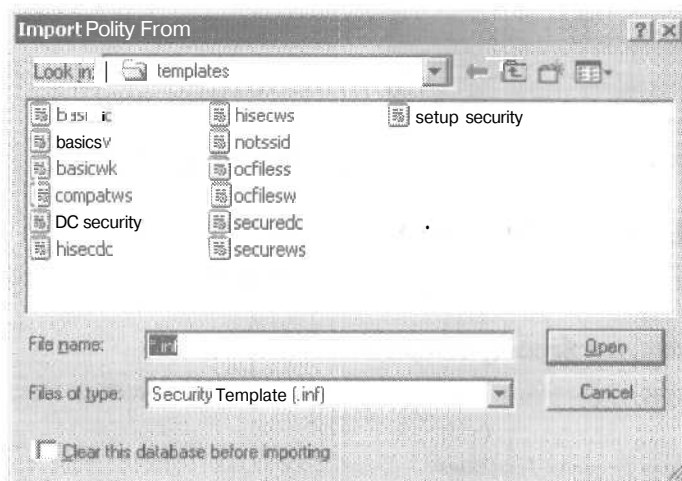 Import Polity From
Look in: templates
basicsv
basicwk
compatws
DC security
hisecdc
hisecws
notssid
ocfiless
ocfilesw
securedc
securews
setup security
File name: *.inf
Open
Files of type: Security Template (.inf)
Cancel
Clear this database before importing